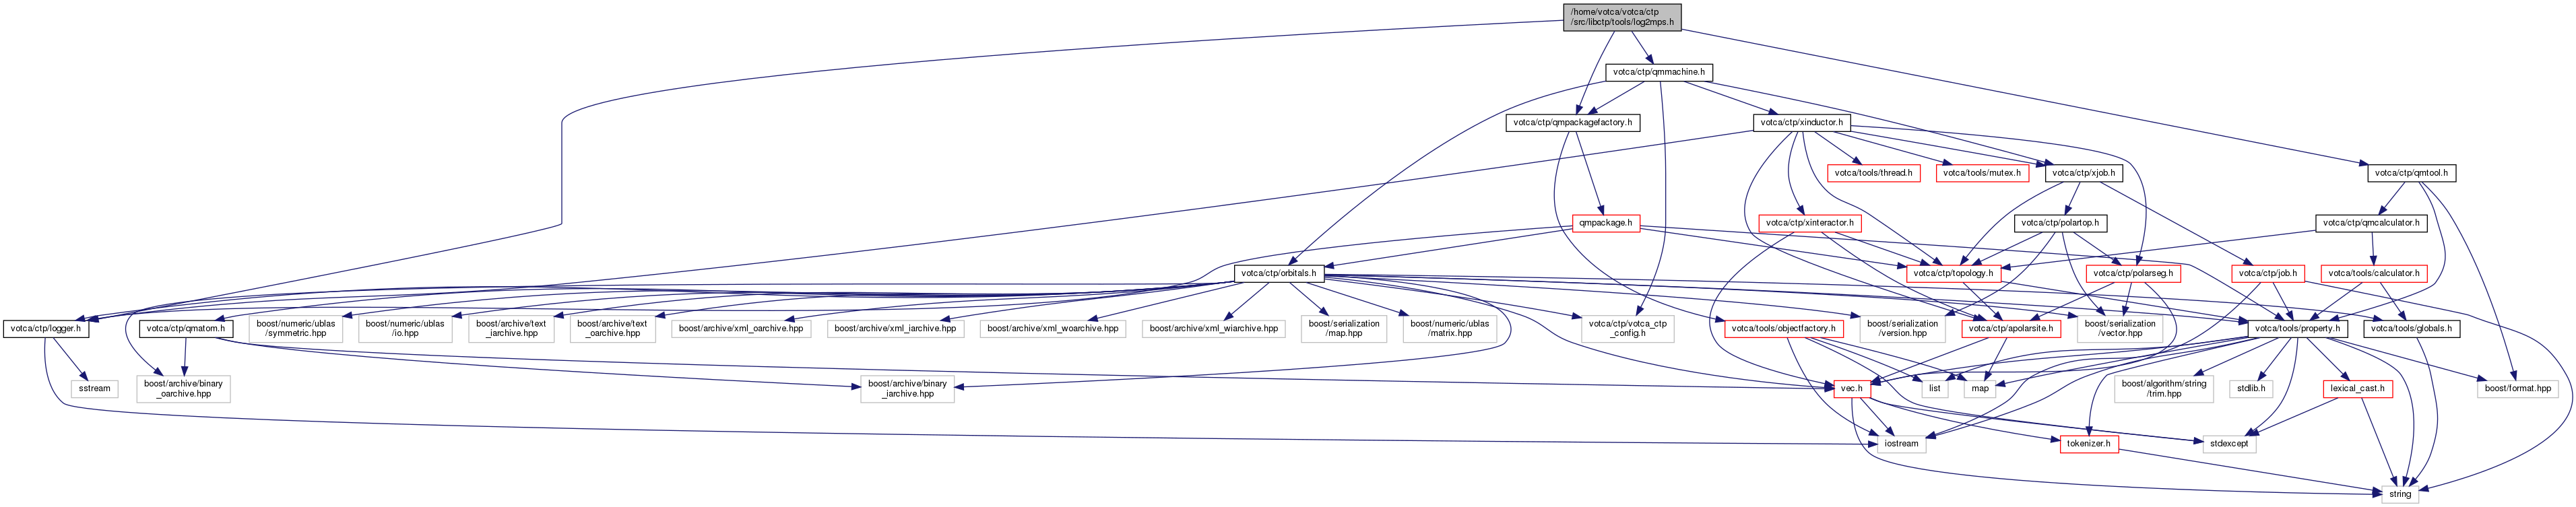 /home/votca/votca/ctp
/src/libctp/tools/log2mps.h
votca/ctp/qmmachine.h
votca/ctp/qmpackagefactory.h
votca/ctp/xinductor.h
votca/tools/thread.h
votca/tools/mutex.h
votca/ctp/xjob.h
votca/ctp/qmtool.h
qmpackage.h
votca/ctp/xinteractor.h
votca/ctp/polartop.h
votca/ctp/qmcalculator.h
votca/ctp/orbitals.h
votca/ctp/topology.h
votca/ctp/polarseg.h
votca/ctp/job.h
votca/tools/calculator.h
votca/ctp/logger.h
votca/ctp/qmatom.h
boost/numeric/ublas
/symmetric.hpp
boost/numeric/ublas
/io.hpp
boost/archive/text
_iarchive.hpp
boost/archive/text
_oarchive.hpp
boost/archive/xml_oarchive.hpp
boost/archive/xml_iarchive.hpp
boost/archive/xml_woarchive.hpp
boost/archive/xml_wiarchive.hpp
boost/serialization
/map.hpp
boost/numeric/ublas
/matrix.hpp
votca/ctp/votca_ctp
_config.h
boost/serialization
/version.hpp
votca/tools/objectfactory.h
votca/ctp/apolarsite.h
boost/serialization
/vector.hpp
votca/tools/property.h
votca/tools/globals.h
sstream
boost/archive/binary
_oarchive.hpp
boost/archive/binary
_iarchive.hpp
vec.h
list
map
boost/algorithm/string
/trim.hpp
stdlib.h
lexical_cast.h
boost/format.hpp
iostream
tokenizer.h
stdexcept
string